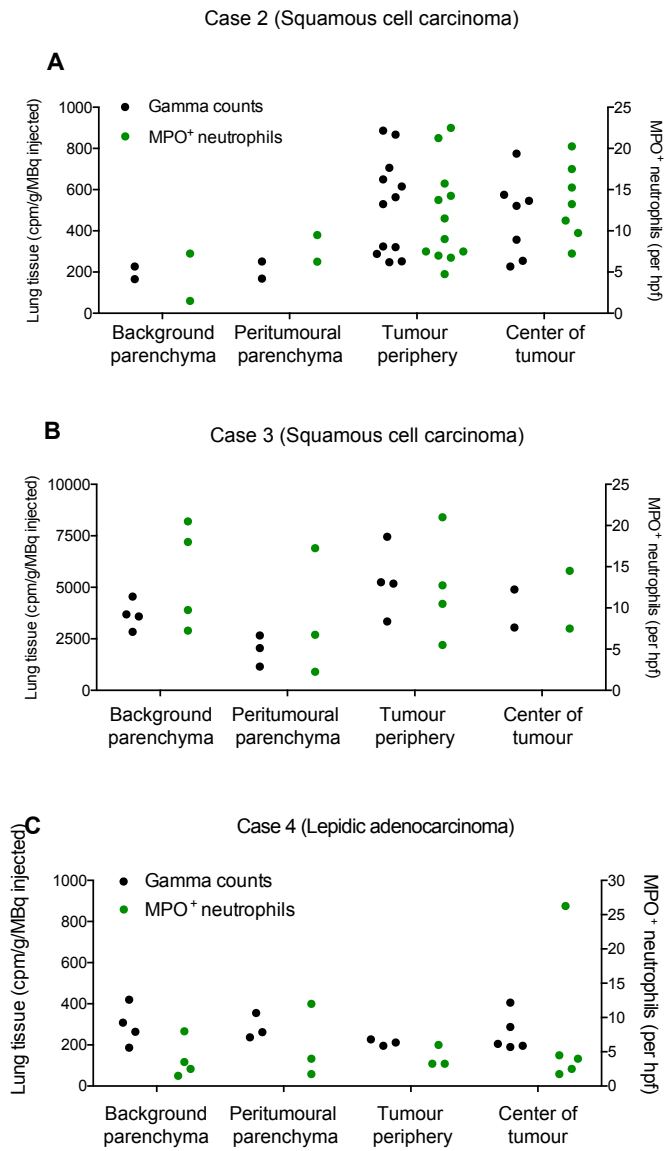 Case 2 (Squamous cell carcinoma)
A
Gamma counts
MPO+ neutrophils
Lung tissue (cpm/g/MBq injected)
1000
800
600
400
200
0
25
20
15
10
5
0
MPO+
neutrophils (per hpf)
Background
parenchyma
Peritumoural
parenchyma
Tumour
periphery
Center of
tumour
B
Case 3 (Squamous cell carcinoma)
Lung tissue (cpm/g/MBq injected)
10000
7500
5000
2500
0
25
20
15
10
5
0
MPO+
neutrophils (per hpf)
Background
parenchyma
Peritumoural
parenchyma
Tumour
periphery
Center of
tumour
C
Case 4 (Lepidic adenocarcinoma)
Gamma counts
MPO+ neutrophils
Lung tissue (cpm/g/MBq injected)
1000
800
600
400
200
0
30
25
20
15
10
5
0
MPO+
neutrophils (per hpf)
Background
parenchyma
Peritumoural
parenchyma
Tumour
periphery
Center of
tumour